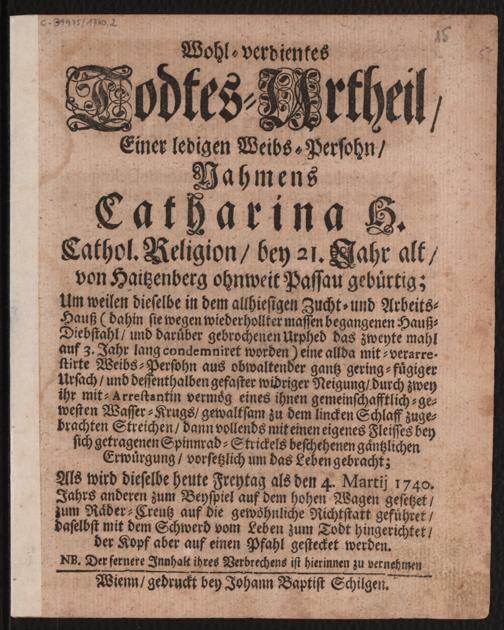 C-39975/1740,2
15
Wohl-verdientes
Todtes-Urtheil/
Einer ledigen Weibs-Persohn/
Nahmens
Catharina H.
Cathol. Religion/ bey 21. Jahr alt/
von Haitzenberg ohnweit Passau gebürtig;
Um weilen dieselbe in dem allhiesigen Zucht- und Arbeits-
Hauß (dahin sie wegen wiederhollter massen begangenen Hauß-
Diebstahl/ und darüber gebrochenen Urphed das zweyte mahl
auf 3. Jahr lang condemniret worden) eine allda mit-verarre-
stirte Weibs-Persohn aus obwaltender gantz gering-fügiger
Ursach/ und dessenthalben gefaster widriger Neigung/ durch zwey
ihr mit-Arrestantin vermög eines ihnen gemeinschafftlich-ge-
westen Wasser-Krugs/ gewaltsam zu dem lincken Schlaff zuge-
brachten Streichen/ dann vollends mit einen eigenes Fleisses bey
sich getragenen Spinnrad-Strickels beschehenen gäntzlichen
Erwürgung/ vorsetzlich um das Leben gebracht;
Als wird dieselbe heute Freytag als den 4. Martij 1740.
Jahrs anderen zum Beyspiel auf dem hohen Wagen gesetzet/
zum Räder-Creutz auf die gewöhnliche Richtstatt geführet/
daselbst mit dem Schwerd vom Leben zum Todt hingerichtet/
der Kopf aber auf einen Pfahl gestecket werden.
NB. Der fernere Innhalt ihres Verbrechens ist hierinnen zu vernehmen
Wienn/ gedruckt bey Johann Baptist Schilgen.